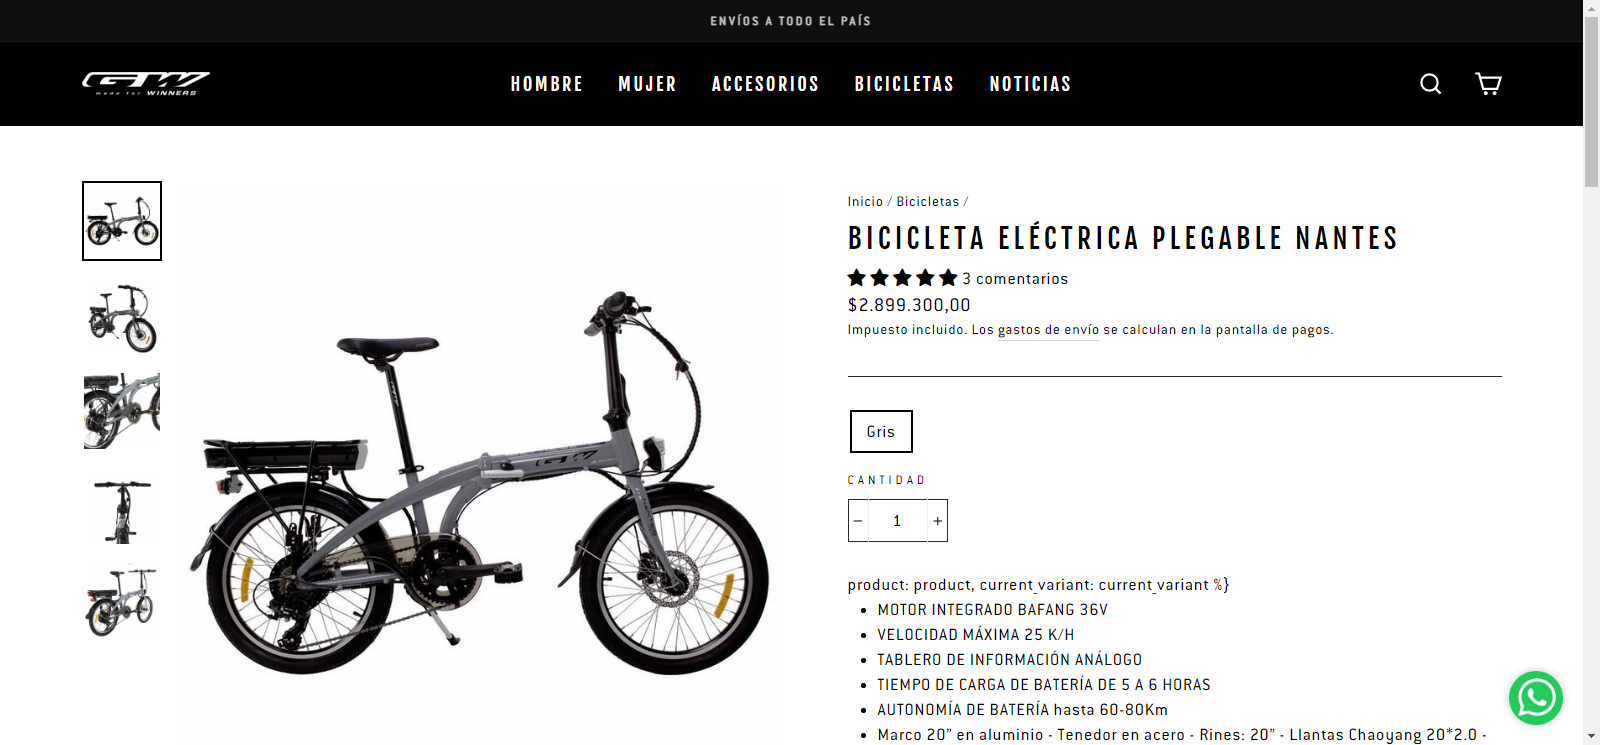 ENVÍOS A TODO EL PAÍS
GW
made for WINNERS
HOMBRE MUJER ACCESORIOS BICICLETAS NOTICIAS
Inicio / Bicicletas /
BICICLETA ELÉCTRICA PLEGABLE NANTES
3 comentarios
$2.899.300,00
Impuesto incluido. Los gastos de envío se calculan en la pantalla de pagos.
Gris
CANTIDAD
− 1 +
product: product, current_variant: current_variant %}
• MOTOR INTEGRADO BAFANG 36V
• VELOCIDAD MÁXIMA 25 K/H
• TABLERO DE INFORMACIÓN ANÁLOGO
• TIEMPO DE CARGA DE BATERÍA DE 5 A 6 HORAS
• AUTONOMÍA DE BATERÍA hasta 60-80Km
• Marco 20” en aluminio - Tenedor en acero - Rines: 20” - Llantas Chaoyang 20*2.0 -
GW